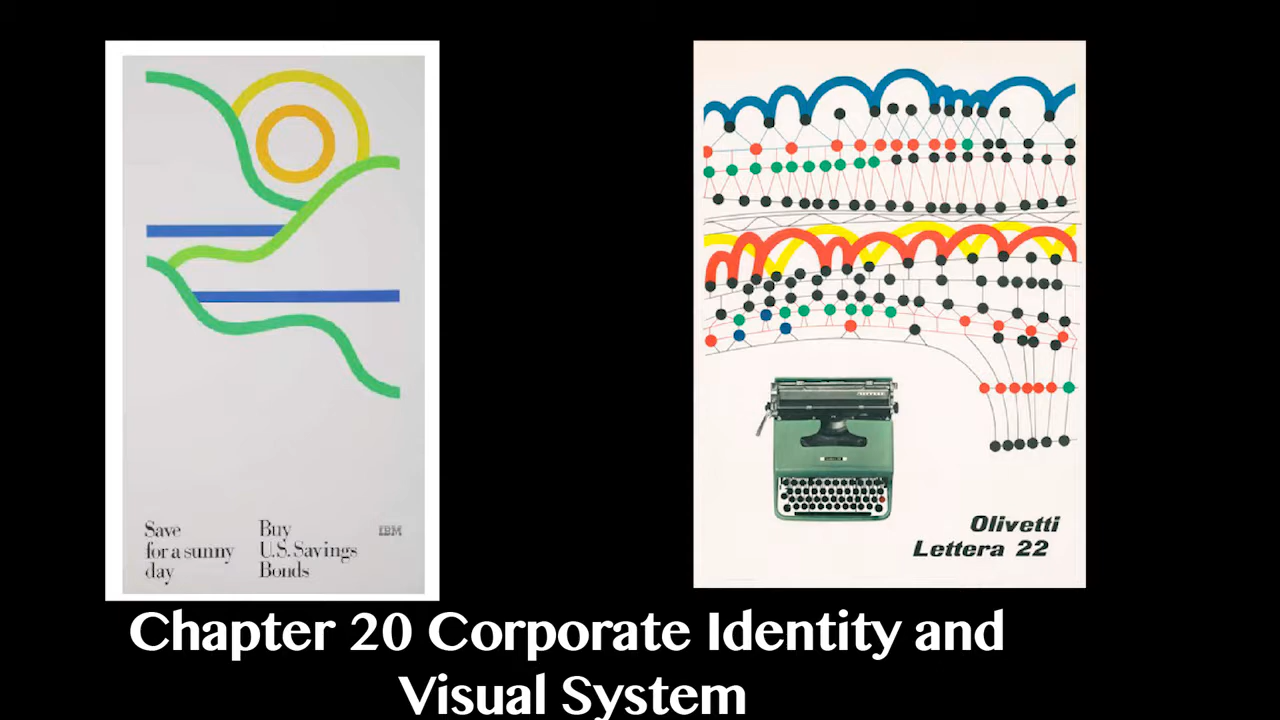 Save
for a sunny
day
Buy
U.S. Savings
Bonds
IBM
Olivetti
Lettera 22
Chapter 20 Corporate Identity and
Visual System